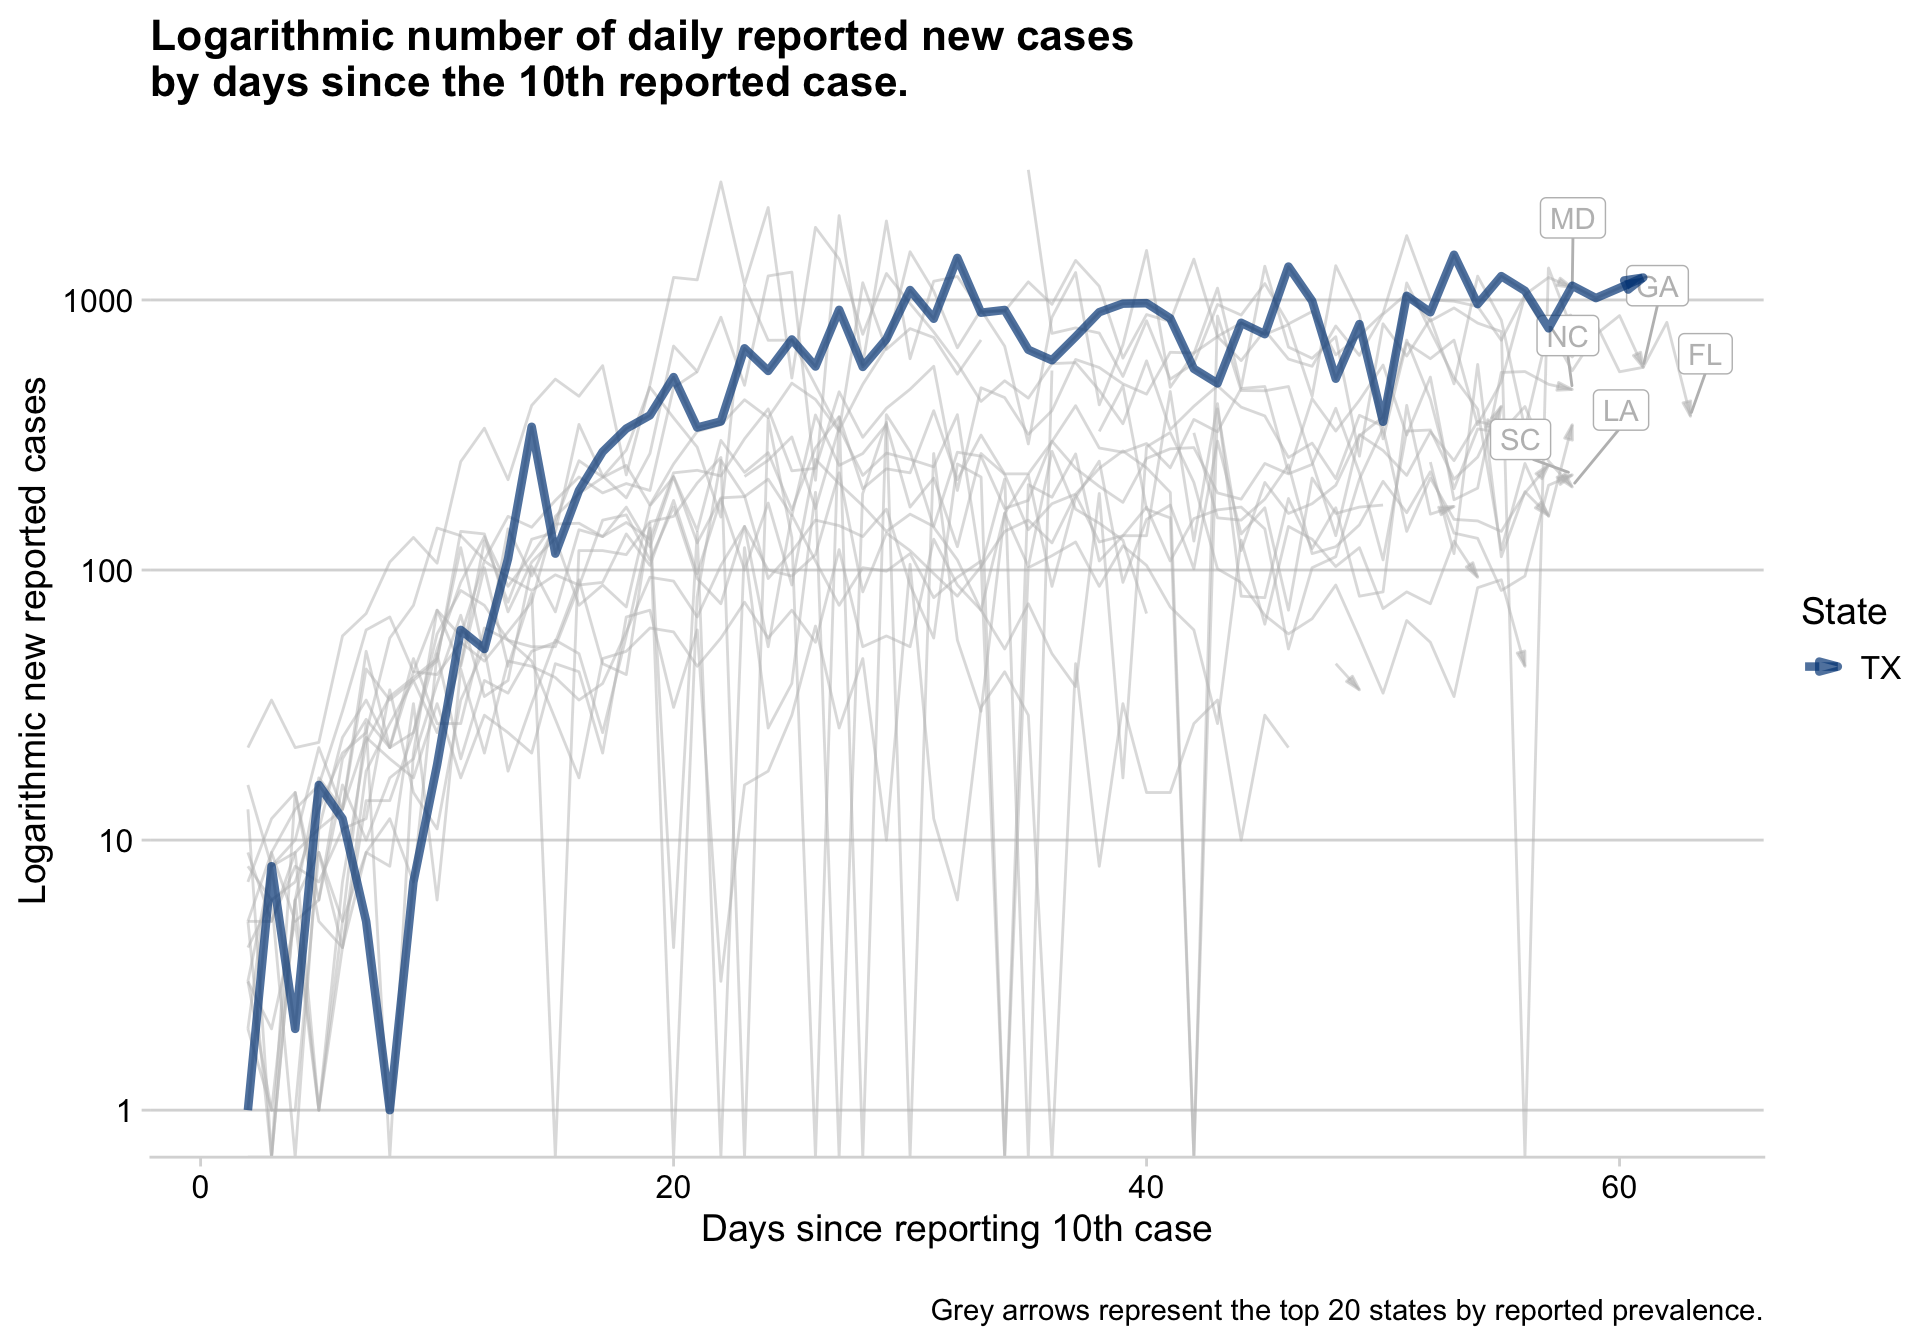 Logarithmic number of daily reported new cases
by days since the 10th reported case.
Logarithmic new reported cases
1000
100
10
1
MD
GA
NC
FL
LA
SC
State
TX
0 20 40 60
Days since reporting 10th case
Grey arrows represent the top 20 states by reported prevalence.